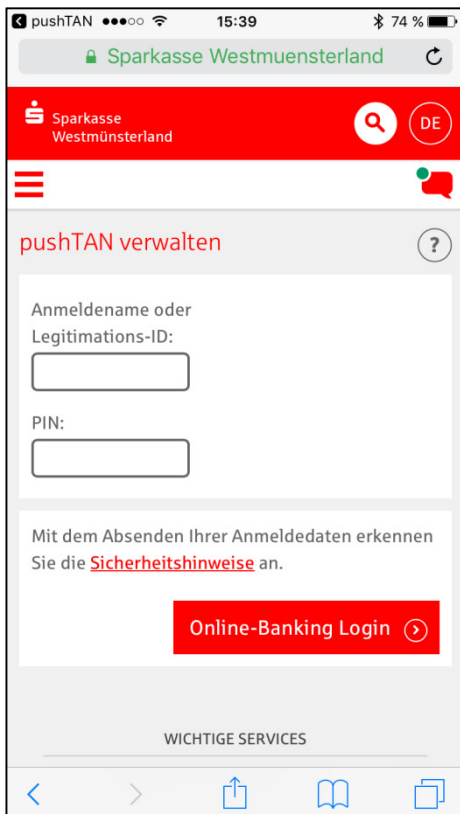 pushTAN 15:39 74 %
Sparkasse Westmuensterland
Sparkasse
Westmünsterland
DE
pushTAN verwalten
?
Anmeldename oder
Legitimations-ID:
PIN:
Mit dem Absenden Ihrer Anmeldedaten erkennen
Sie die Sicherheitshinweise an.
Online-Banking Login
WICHTIGE SERVICES